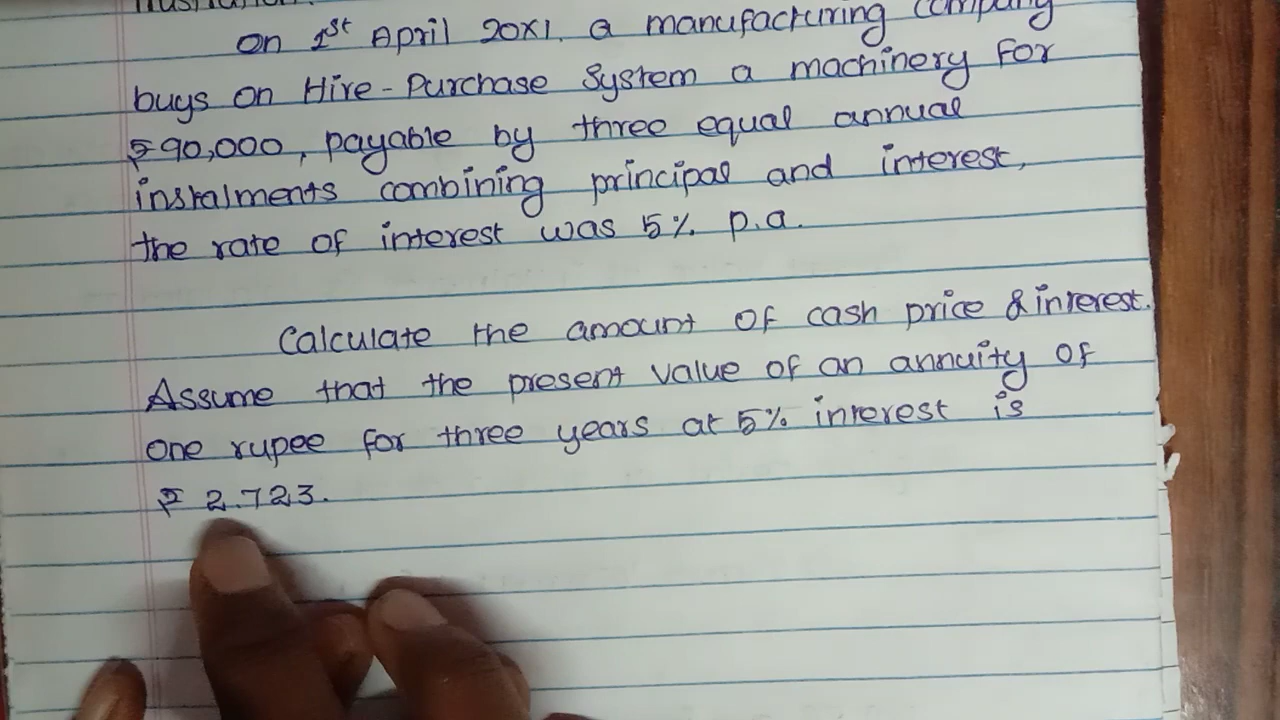 On 1st April 20X1, a manufacturing company
buys on Hire-Purchase System a machinery for
₹90,000, payable by three equal annual
instalments combining principal and interest,
the rate of interest was 5% p.a.
Calculate the amount of cash price & interest.
Assume that the present value of an annuity of
one rupee for three years at 5% interest is
₹ 2.723.